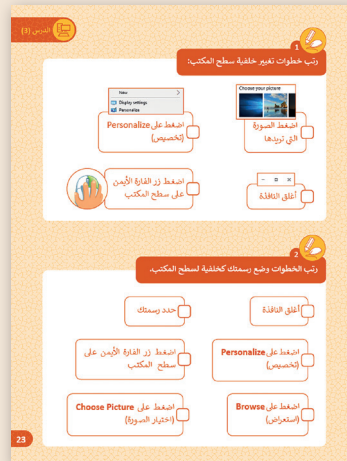 الدرس (3)
1
رتب خطوات تغيير خلفية سطح المكتب:
Choose your picture
اضغط الصورة
التي تريدها
New
Display settings
Personalize
اضغط على Personalize
(تخصيص)
أغلق النافذة
اضغط زر الفأرة الأيمن
على سطح المكتب
2
رتب الخطوات وضع رسمتك كخلفية لسطح المكتب.
أغلق النافذة
حدد رسمتك
اضغط على Personalize
(تخصيص)
اضغط زر الفأرة الأيمن على
سطح المكتب
اضغط على Browse
(استعراض)
اضغط على Choose Picture
(اختيار الصورة)
23